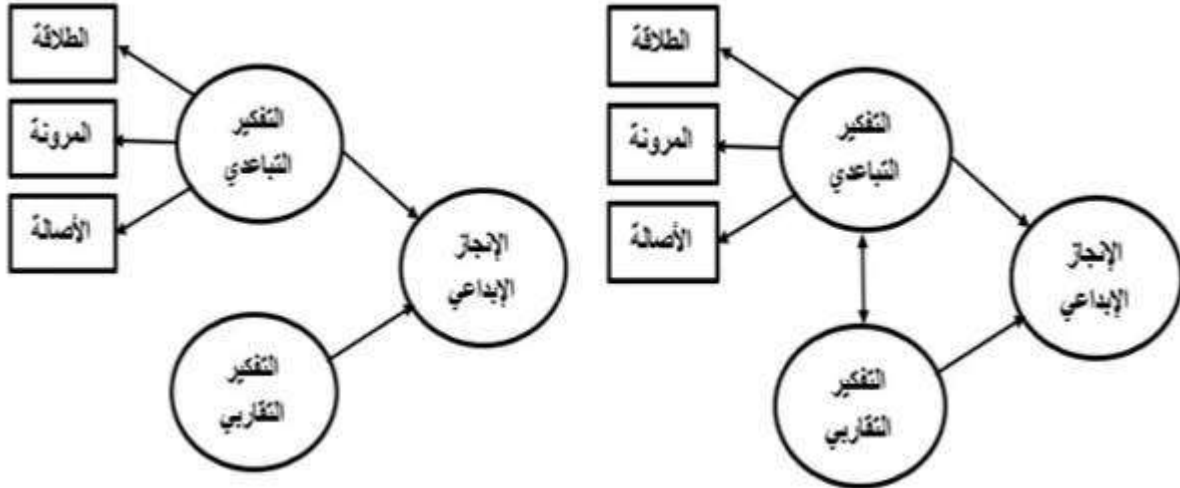 الطلاقة
المرونة
الأصالة
التفكير
التباعدي
الإنجاز
الإبداعي
التفكير
التقاربي
الطلاقة
المرونة
الأصالة
التفكير
التباعدي
الإنجاز
الإبداعي
التفكير
التقاربي